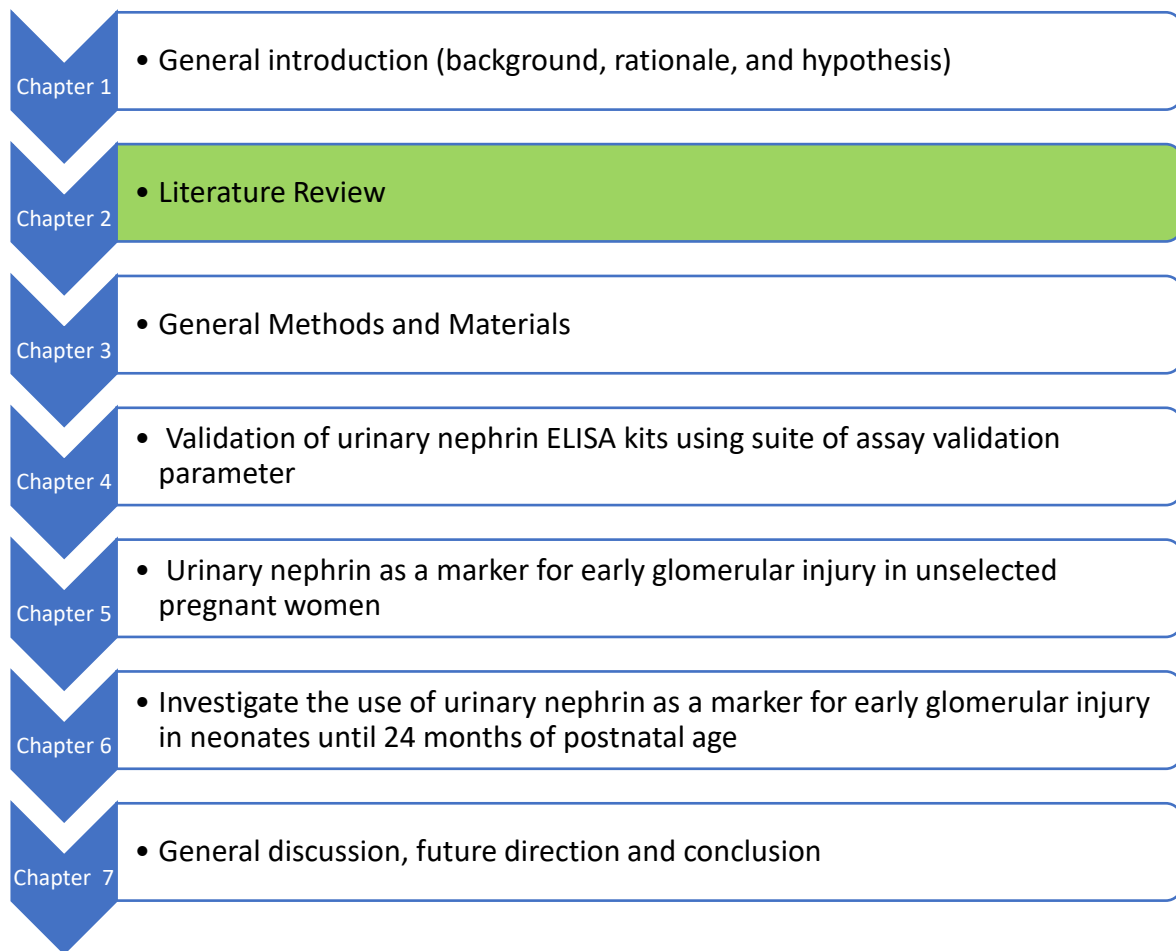 Chapter 1
• General introduction (background, rationale, and hypothesis)
Chapter 2
• Literature Review
Chapter 3
• General Methods and Materials
Chapter 4
• Validation of urinary nephrin ELISA kits using suite of assay validation
parameter
Chapter 5
• Urinary nephrin as a marker for early glomerular injury in unselected
pregnant women
Chapter 6
• Investigate the use of urinary nephrin as a marker for early glomerular injury
in neonates until 24 months of postnatal age
Chapter 7
• General discussion, future direction and conclusion